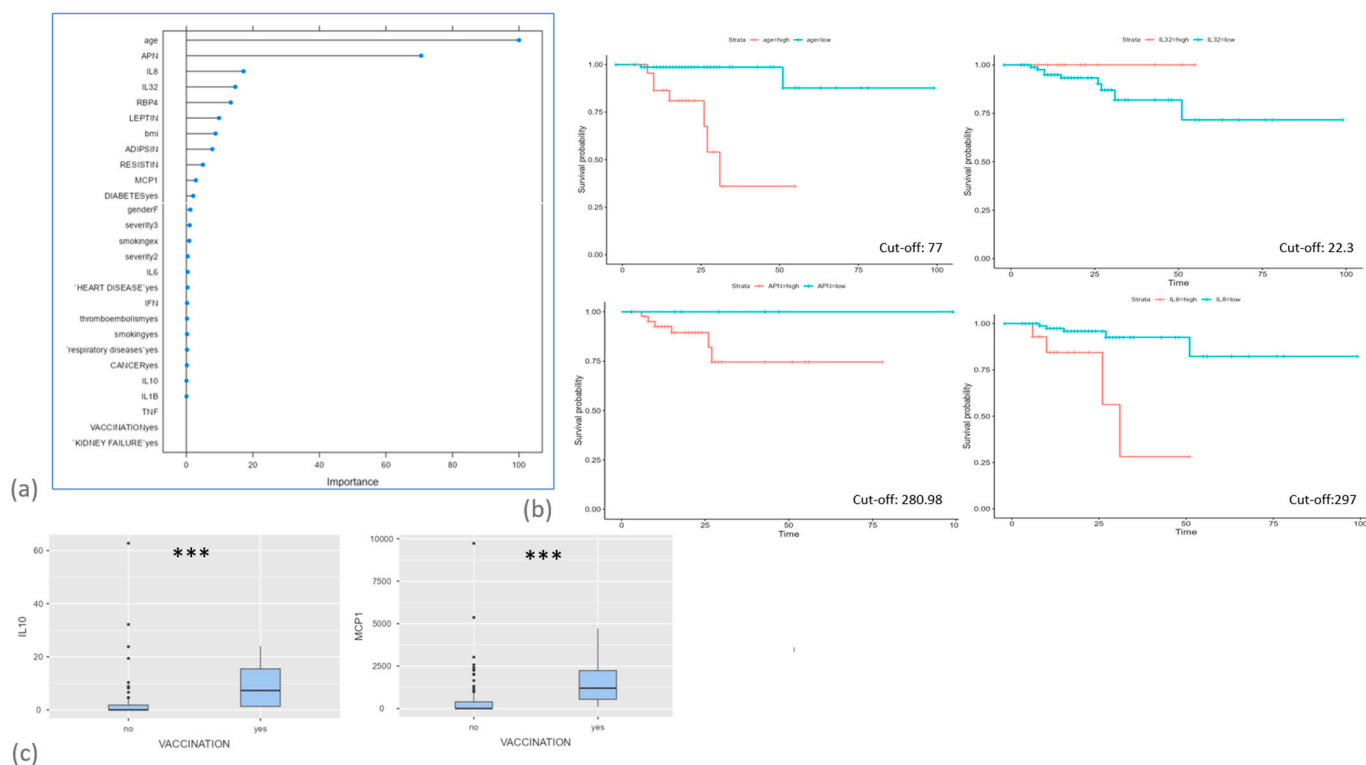 age
APN
IL8
IL32
RBP4
LEPTIN
bmi
ADIPSIN
RESISTIN
MCP1
DIABETESyes
genderF
severity3
smokingex
severity2
IL6
`HEART DISEASE`yes
IFN
thromboembolismyes
smokingyes
`respiratory diseases`yes
CANCERyes
IL10
IL1B
TNF
VACCINATIONyes
`KIDNEY FAILURE`yes
0 20 40 60 80 100
Importance
(a)
Strata age=high age=low
1.00
0.75
0.50
0.25
0.00
Survival probability
Cut-off: 77
0 25 50 75 100
Time
Strata IL32=high IL32=low
1.00
0.75
0.50
0.25
0.00
Survival probability
Cut-off: 22.3
0 25 50 75 100
Time
Strata APN=high APN=low
1.00
0.75
0.50
0.25
0.00
Survival probability
Cut-off: 280.98
0 25 50 75 100
Time
Strata IL8=high IL8=low
1.00
0.75
0.50
0.25
0.00
Survival probability
Cut-off:297
0 25 50 75 100
Time
(b)
***
60
40
20
0
IL10
no yes
VACCINATION
***
10000
7500
5000
2500
0
MCP1
no yes
VACCINATION
(c)